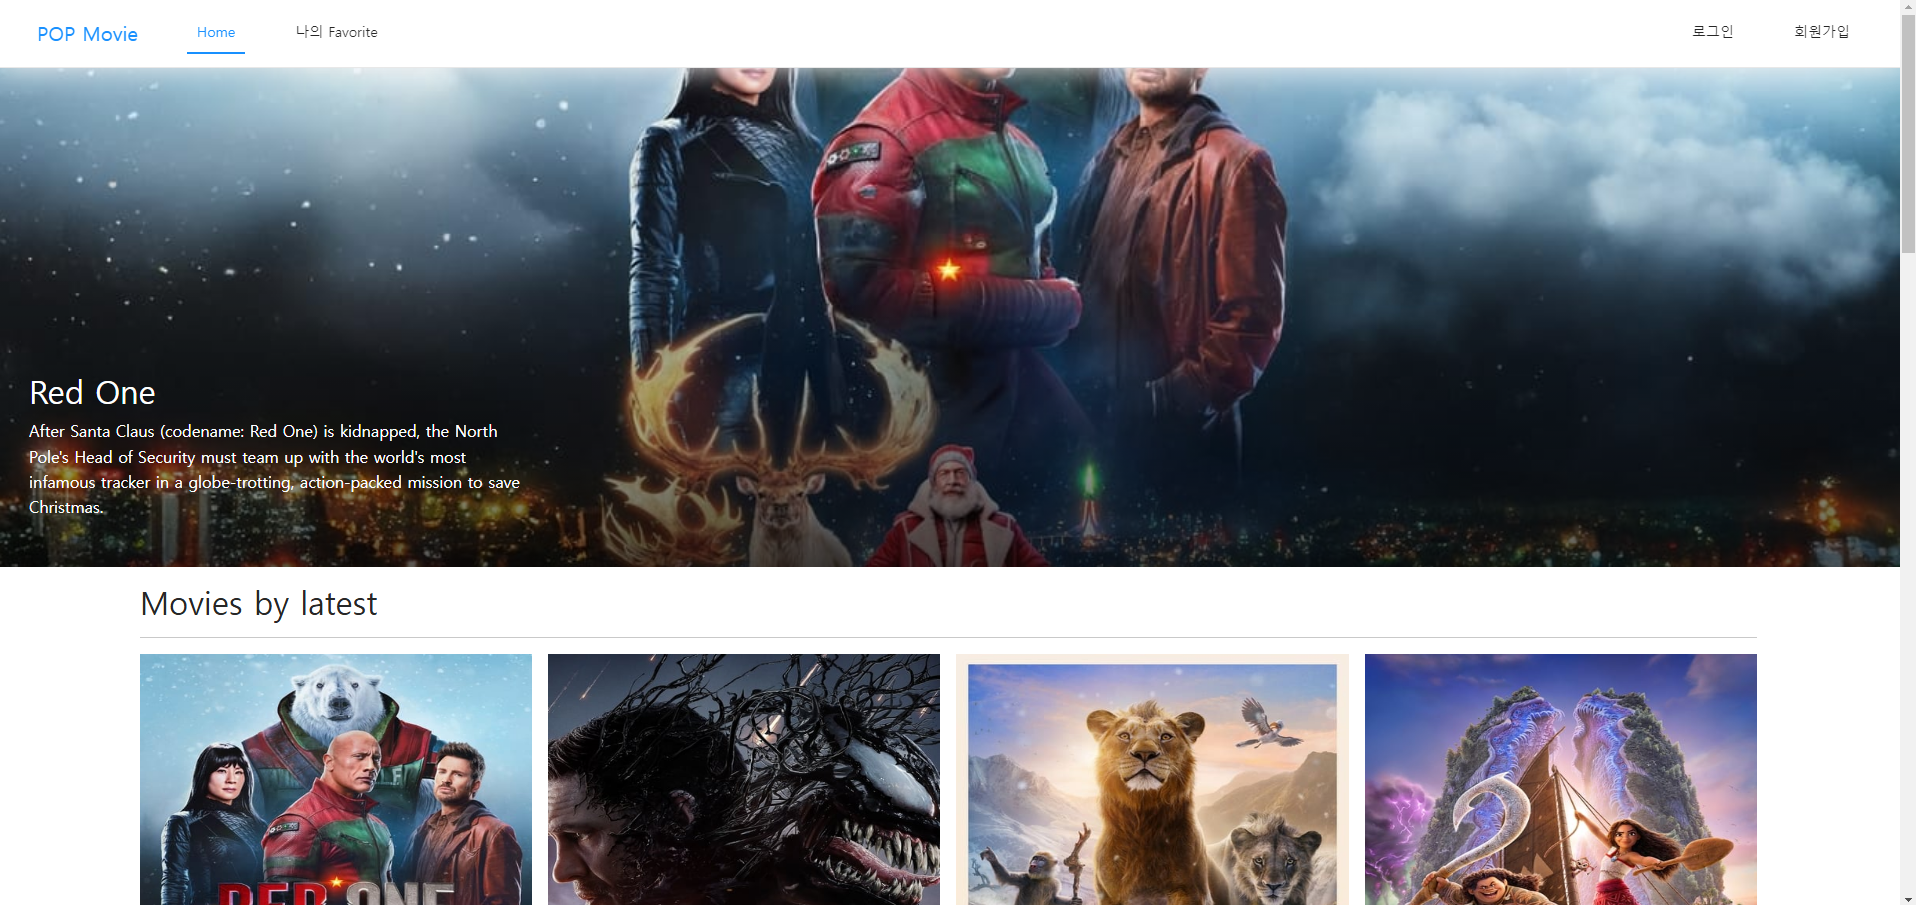 POP Movie
Home
나의 Favorite
로그인
회원가입
Red One
After Santa Claus (codename: Red One) is kidnapped, the North
Pole's Head of Security must team up with the world's most
infamous tracker in a globe-trotting, action-packed mission to save
Christmas.
Movies by latest
RED ONE